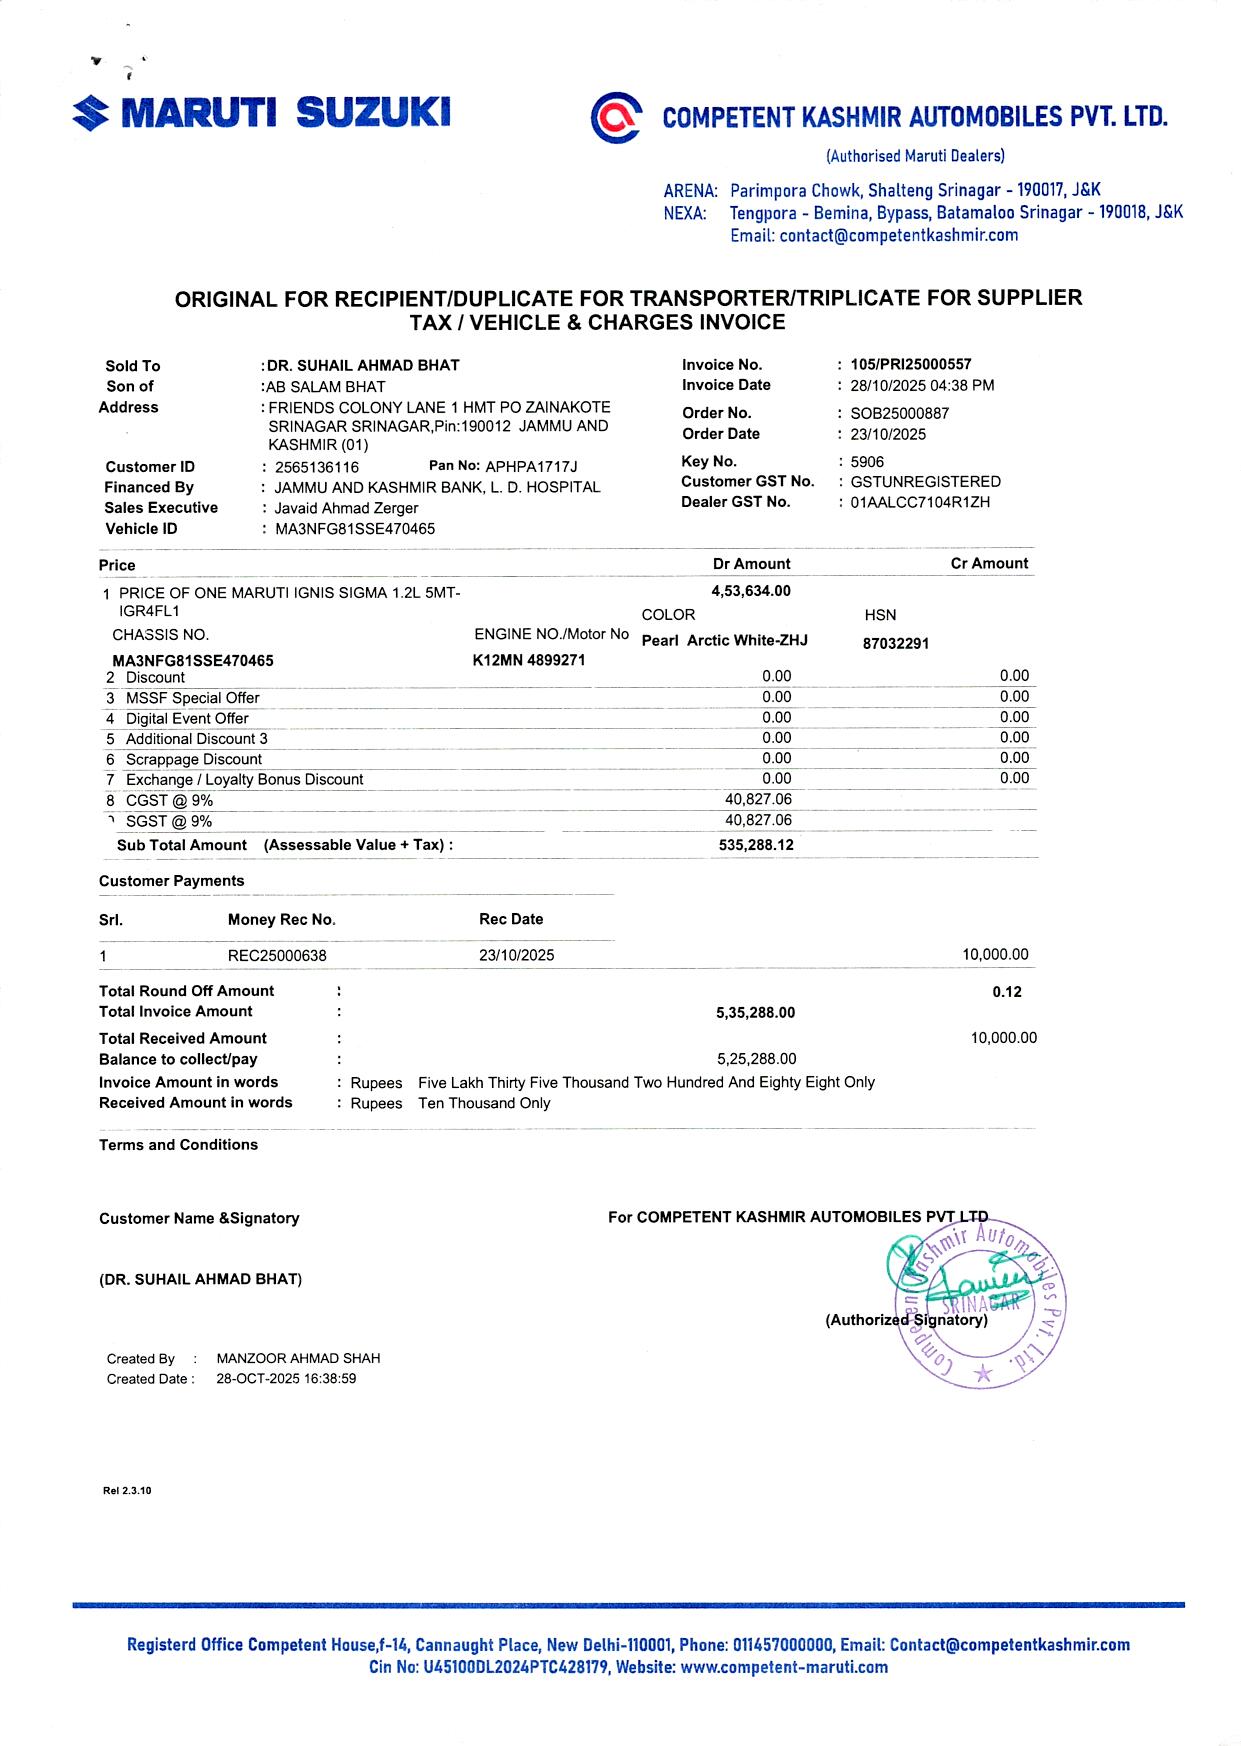 MARUTI SUZUKI
COMPETENT KASHMIR AUTOMOBILES PVT. LTD.
(Authorised Maruti Dealers)
ARENA: Parimpora Chowk, Shalteng Srinagar - 190017, J&K
NEXA: Tengpora - Bemina, Bypass, Batamaloo Srinagar - 190018, J&K
Email: contact@competentkashmir.com
ORIGINAL FOR RECIPIENT/DUPLICATE FOR TRANSPORTER/TRIPLICATE FOR SUPPLIER
TAX / VEHICLE & CHARGES INVOICE
Sold To :DR. SUHAIL AHMAD BHAT
Son of :AB SALAM BHAT
Address : FRIENDS COLONY LANE 1 HMT PO ZAINAKOTE
SRINAGAR SRINAGAR,Pin:190012 JAMMU AND
KASHMIR (01)
Customer ID : 2565136116 Pan No: APHPA1717J
Financed By : JAMMU AND KASHMIR BANK, L. D. HOSPITAL
Sales Executive : Javaid Ahmad Zerger
Vehicle ID : MA3NFG81SSE470465
Invoice No. : 105/PRI25000557
Invoice Date : 28/10/2025 04:38 PM
Order No. : SOB25000887
Order Date : 23/10/2025
Key No. : 5906
Customer GST No. : GSTUNREGISTERED
Dealer GST No. : 01AALCC7104R1ZH
Price Dr Amount Cr Amount
1 PRICE OF ONE MARUTI IGNIS SIGMA 1.2L 5MT- 4,53,634.00
IGR4FL1 COLOR HSN
CHASSIS NO. ENGINE NO./Motor No Pearl Arctic White-ZHJ 87032291
MA3NFG81SSE470465 K12MN 4899271
2 Discount 0.00 0.00
3 MSSF Special Offer 0.00 0.00
4 Digital Event Offer 0.00 0.00
5 Additional Discount 3 0.00 0.00
6 Scrappage Discount 0.00 0.00
7 Exchange / Loyalty Bonus Discount 0.00 0.00
8 CGST @ 9% 40,827.06
SGST @ 9% 40,827.06
Sub Total Amount (Assessable Value + Tax) : 535,288.12
Customer Payments
Srl. Money Rec No. Rec Date
1 REC25000638 23/10/2025 10,000.00
Total Round Off Amount : 0.12
Total Invoice Amount : 5,35,288.00
Total Received Amount : 10,000.00
Balance to collect/pay : 5,25,288.00
Invoice Amount in words : Rupees Five Lakh Thirty Five Thousand Two Hundred And Eighty Eight Only
Received Amount in words : Rupees Ten Thousand Only
Terms and Conditions
Customer Name &Signatory
For COMPETENT KASHMIR AUTOMOBILES PVT LTD
(DR. SUHAIL AHMAD BHAT)
Competent Kashmir Automobiles Pvt. Ltd.
SRINAGAR
(Authorized Signatory)
Created By : MANZOOR AHMAD SHAH
Created Date : 28-OCT-2025 16:38:59
Rel 2.3.10
Registerd Office Competent House,f-14, Cannaught Place, New Delhi-110001, Phone: 011457000000, Email: Contact@competentkashmir.com
Cin No: U45100DL2024PTC428179, Website: www.competent-maruti.com